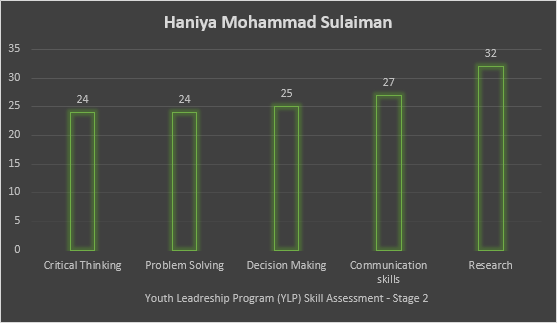 Haniya Mohammad Sulaiman
35
30
25
20
15
10
5
0
24
24
25
27
32
Critical Thinking
Problem Solving
Decision Making
Communication
skills
Research
Youth Leadreship Program (YLP) Skill Assessment - Stage 2